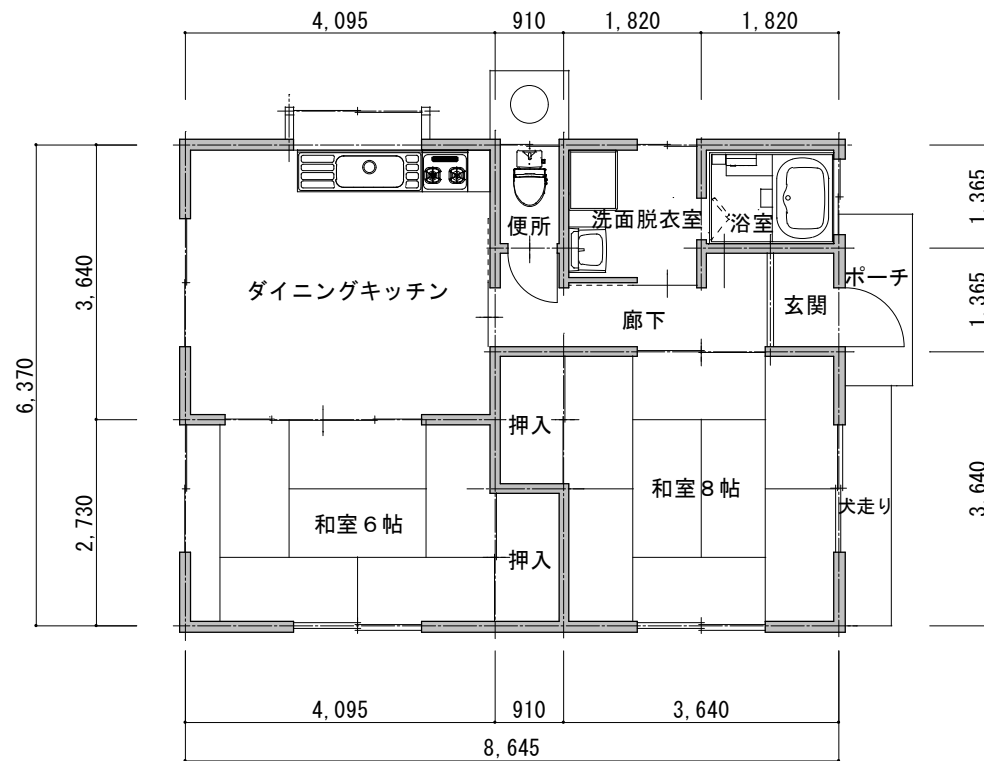 4,095
910
1,820
1,820
便所
洗面脱衣室
浴室
1,365
ダイニングキッチン
3,640
廊下
玄関
ポーチ
1,365
6,370
押入
和室８帖
犬走り
3,640
2,730
和室６帖
押入
4,095
910
3,640
8,645